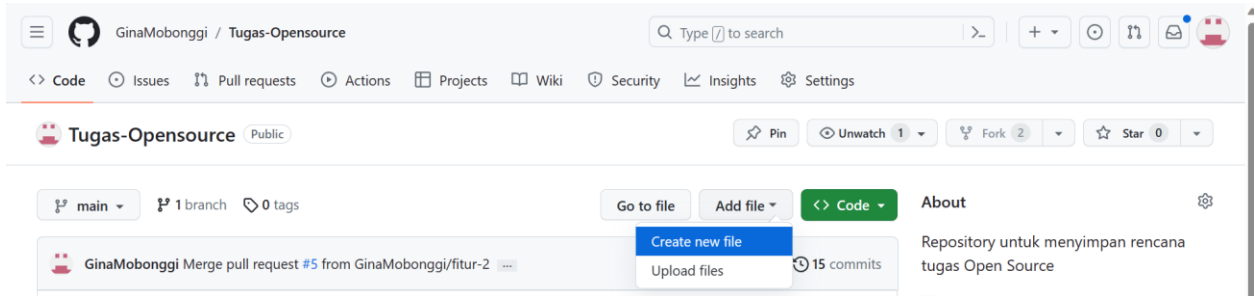 GinaMobonggi / Tugas-Opensource
Type / to search
<> Code Issues Pull requests Actions Projects Wiki Security Insights Settings
Tugas-Opensource Public
Pin Unwatch 1 Fork 2 Star 0
main 1 branch 0 tags Go to file Add file <> Code
Create new file
Upload files
GinaMobonggi Merge pull request #5 from GinaMobonggi/fitur-2 ... 15 commits
About
Repository untuk menyimpan rencana
tugas Open Source